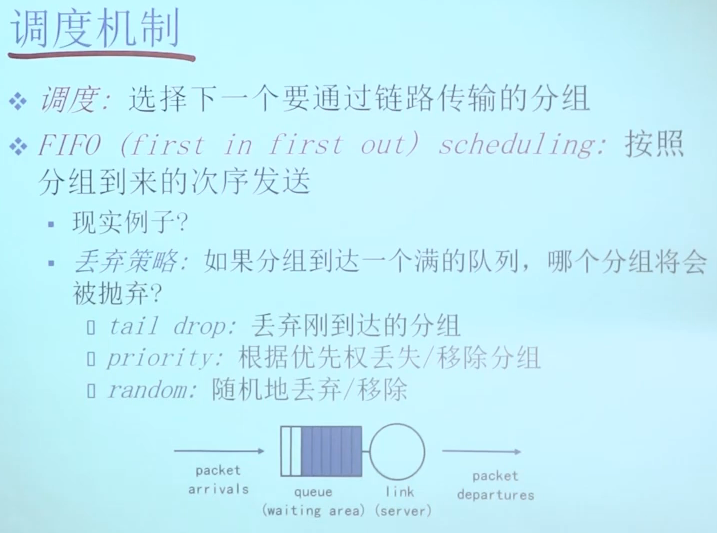 调度机制
调度: 选择下一个要通过链路传输的分组
FIFO (first in first out) scheduling: 按照
分组到来的次序发送
现实例子?
丢弃策略: 如果分组到达一个满的队列，哪个分组将会
被抛弃?
tail drop: 丢弃刚到达的分组
priority: 根据优先权丢失/移除分组
random: 随机地丢弃/移除
packet
arrivals
queue
(waiting area)
link
(server)
packet
departures